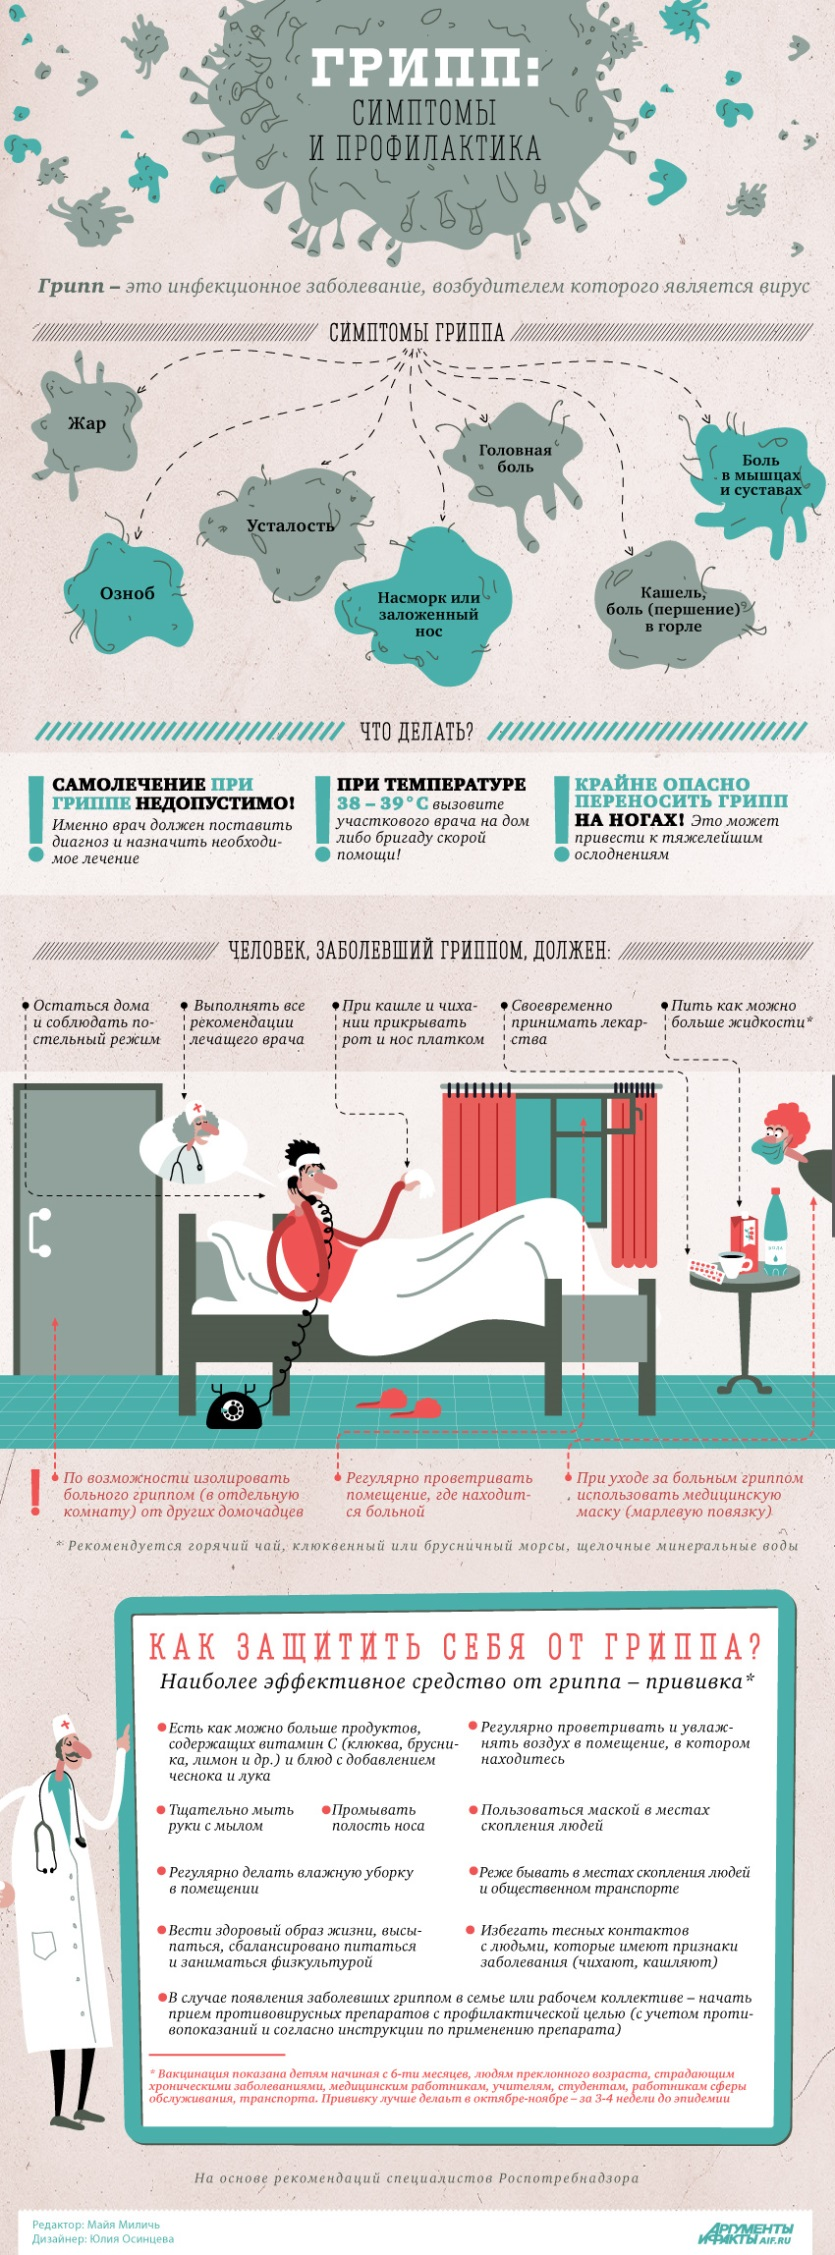 ГРИПП:
СИМПТОМЫ
И ПРОФИЛАКТИКА
Грипп – это инфекционное заболевание, возбудителем которого является вирус
СИМПТОМЫ ГРИППА
Жар
Озноб
Усталость
Насморк или
заложенный
нос
Головная
боль
Кашель,
боль (першение)
в горле
Боль
в мышцах
и суставах
ЧТО ДЕЛАТЬ?
САМОЛЕЧЕНИЕ ПРИ
ГРИППЕ НЕДОПУСТИМО!
Именно врач должен поставить
диагноз и назначить необходи-
мое лечение
ПРИ ТЕМПЕРАТУРЕ
38 – 39°С вызовите
участкового врача на дом
либо бригаду скорой
помощи!
КРАЙНЕ ОПАСНО
ПЕРЕНОСИТЬ ГРИПП
НА НОГАХ! Это может
привести к тяжелейшим
ослоднениям
ЧЕЛОВЕК, ЗАБОЛЕВШИЙ ГРИППОМ, ДОЛЖЕН:
Остаться дома
и соблюдать по-
стельный режим
Выполнять все
рекомендации
лечащего врача
При кашле и чиха-
нии прикрывать
рот и нос платком
Своевременно
принимать лекар-
ства
Пить как можно
больше жидкости*
ВОДА
По возможности изолировать
больного гриппом (в отдельную
комнату) от других домочадцев
Регулярно проветривать
помещение, где находит-
ся больной
При уходе за больным гриппом
использовать медицинскую
маску (марлевую повязку)
* Рекомендуется горячий чай, клюквенный или брусничный морсы, щелочные минеральные воды
КАК ЗАЩИТИТЬ СЕБЯ ОТ ГРИППА?
Наиболее эффективное средство от гриппа – прививка*
Есть как можно больше продуктов,
содержащих витамин С (клюква, брусни-
ка, лимон и др.) и блюд с добавлением
чеснока и лука
Регулярно проветривать и увлаж-
нять воздух в помещение, в котором
находитесь
Тщательно мыть
руки с мылом
Промывать
полость носа
Пользоваться маской в местах
скопления людей
Регулярно делать влажную уборку
в помещении
Реже бывать в местах скопления людей
и общественном транспорте
Вести здоровый образ жизни, высы-
паться, сбалансировано питаться
и заниматься физкультурой
Избегать тесных контактов
с людьми, которые имеют признаки
заболевания (чихают, кашляют)
В случае появления заболевших гриппом в семье или рабочем коллективе – начать
прием противовирусных препаратов с профилактической целью (с учетом проти-
вопоказаний и согласно инструкции по применению препарата)
* Вакцинация показана детям начиная с 6-ти месяцев, людям преклонного возраста, страдающим
хроническими заболеваниями, медицинским работникам, учителям, студентам, работникам сферы
обслуживания, транспорта. Прививку лучше делаьт в октябре-ноябре – за 3-4 недели до эпидемии
На основе рекомендаций специалистов Роспотребнадзора
Редактор: Майя Миличь
Дизайнер: Юлия Осинцева
АРГУМЕНТЫ
И ФАКТЫ AIF.RU